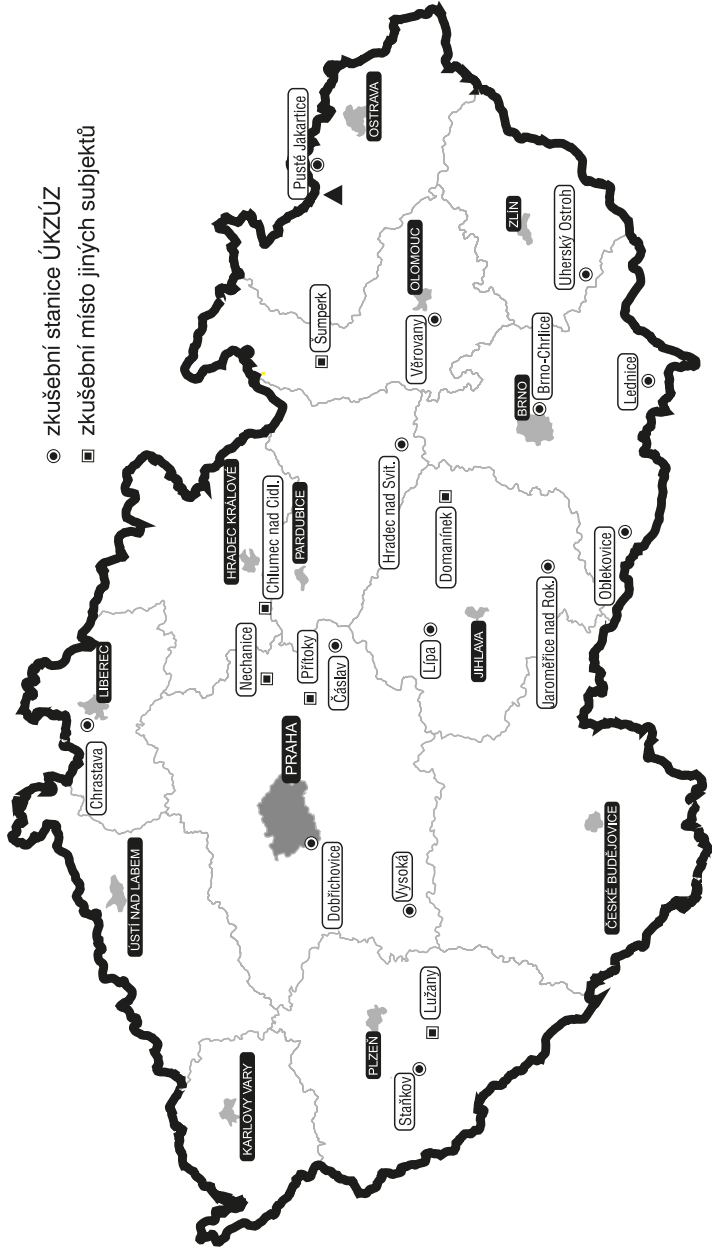 zkušební stanice ÚKZÚZ
zkušební místo jiných subjektů
LIBEREC
Chrastava
ÚSTÍ NAD LABEM
KARLOVY VARY
HRADEC KRÁLOVÉ
Chlumec nad Cidl.
Nechanice
PARDUBICE
Přítoky
Čáslav
PRAHA
Dobřichovice
Vysoká
PLZEŇ
Lužany
Staňkov
ČESKÉ BUDĚJOVICE
Pusté Jakartice
OSTRAVA
Šumperk
OLOMOUC
Věrovany
Hradec nad Svit.
Domanínek
Lípa
JIHLAVA
Jaroměřice nad Rok.
ZLÍN
Uherský Ostroh
BRNO
Brno-Chrlice
Lednice
Oblekovice